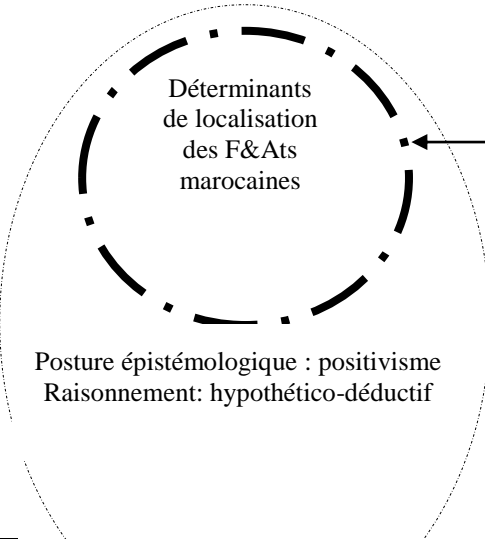 Déterminants
de localisation
des F&Ats
marocaines
Posture épistémologique : positivisme
Raisonnement: hypothético-déductif